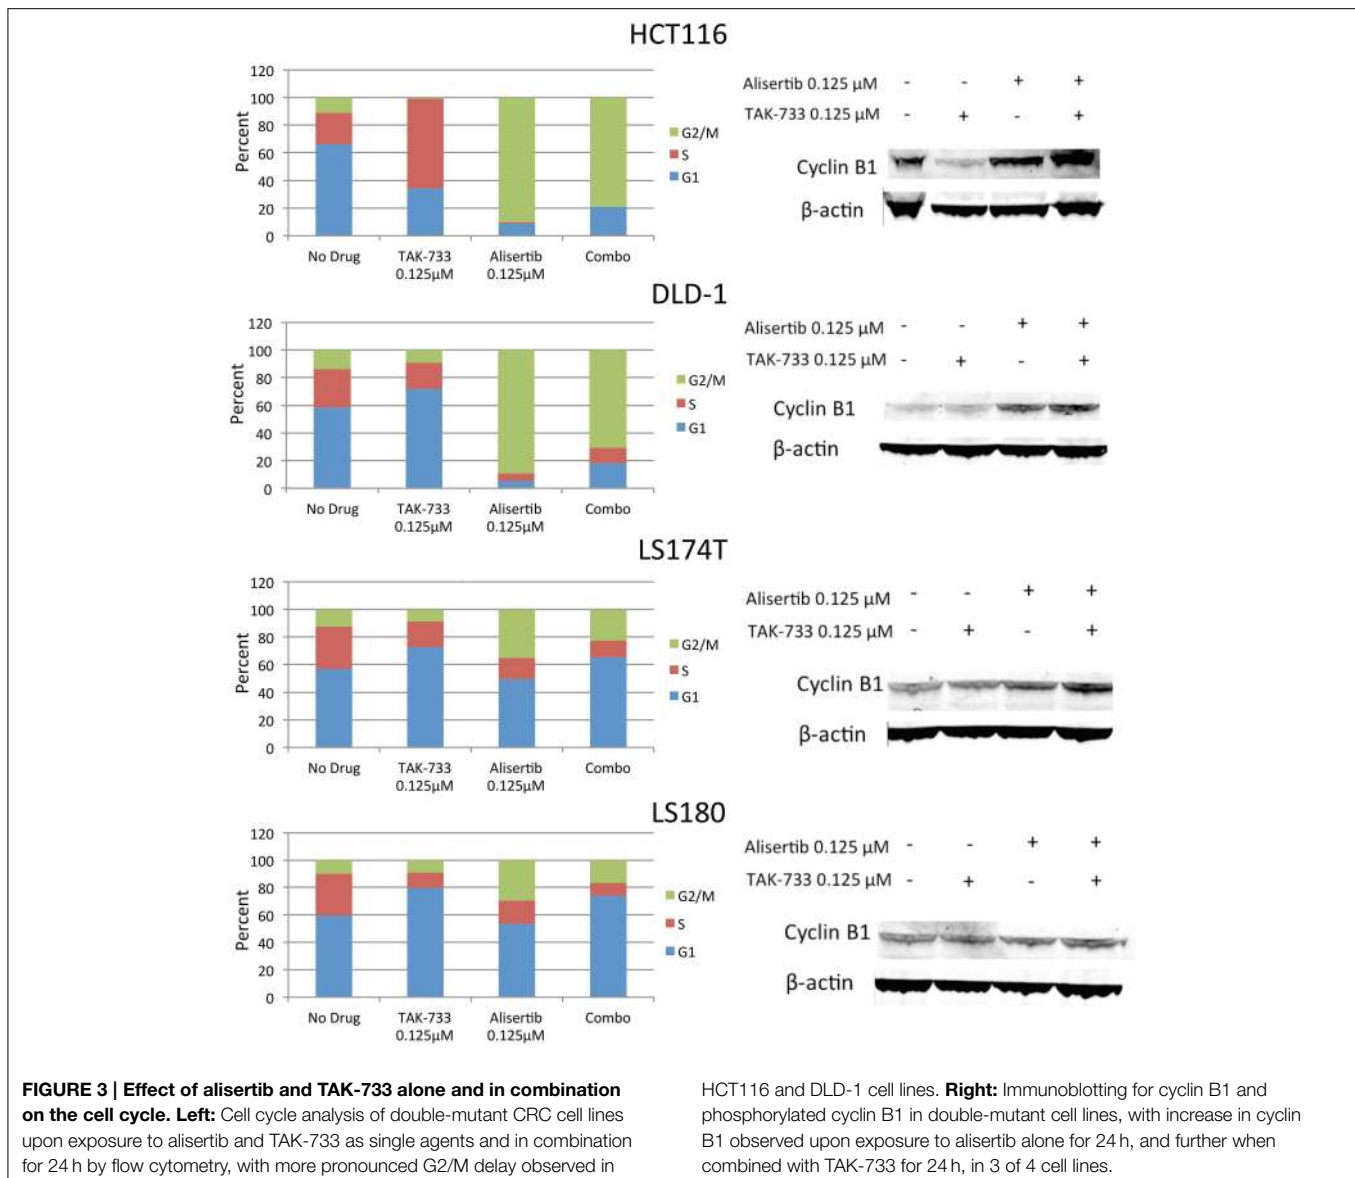 HCT116
120
100
80
60
40
20
0
Percent
G2/M
S
G1
No Drug TAK-733 Alisertib Combo
0.125µM 0.125µM
Alisertib 0.125 µM - - + +
TAK-733 0.125 µM - + - +
Cyclin B1
β-actin
DLD-1
120
100
80
60
40
20
0
Percent
G2/M
S
G1
No Drug TAK-733 Alisertib Combo
0.125µM 0.125µM
Alisertib 0.125 µM - - + +
TAK-733 0.125 µM - + - +
Cyclin B1
β-actin
LS174T
120
100
80
60
40
20
0
Percent
G2/M
S
G1
No Drug TAK-733 Alisertib Combo
0.125µM 0.125µM
Alisertib 0.125 µM - - + +
TAK-733 0.125 µM - + - +
Cyclin B1
β-actin
LS180
120
100
80
60
40
20
0
Percent
G2/M
S
G1
No Drug TAK-733 Alisertib Combo
0.125µM 0.125µM
Alisertib 0.125 µM - - + +
TAK-733 0.125 µM - + - +
Cyclin B1
β-actin
FIGURE 3 | Effect of alisertib and TAK-733 alone and in combination
on the cell cycle. Left: Cell cycle analysis of double-mutant CRC cell lines
upon exposure to alisertib and TAK-733 as single agents and in combination
for 24 h by flow cytometry, with more pronounced G2/M delay observed in
HCT116 and DLD-1 cell lines. Right: Immunoblotting for cyclin B1 and
phosphorylated cyclin B1 in double-mutant cell lines, with increase in cyclin
B1 observed upon exposure to alisertib alone for 24 h, and further when
combined with TAK-733 for 24 h, in 3 of 4 cell lines.